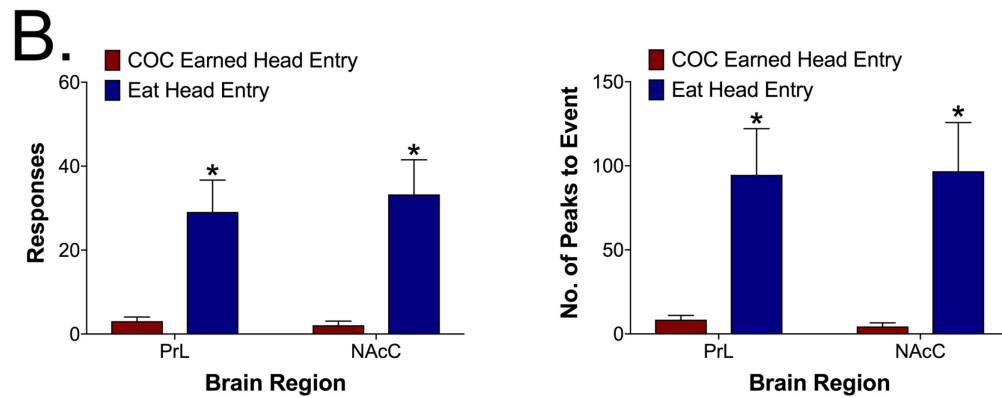 B.
COC Earned Head Entry
Eat Head Entry
Responses
60
40
20
0
*
*
PrL
NAcC
Brain Region
COC Earned Head Entry
Eat Head Entry
No. of Peaks to Event
150
100
50
0
*
*
PrL
NAcC
Brain Region